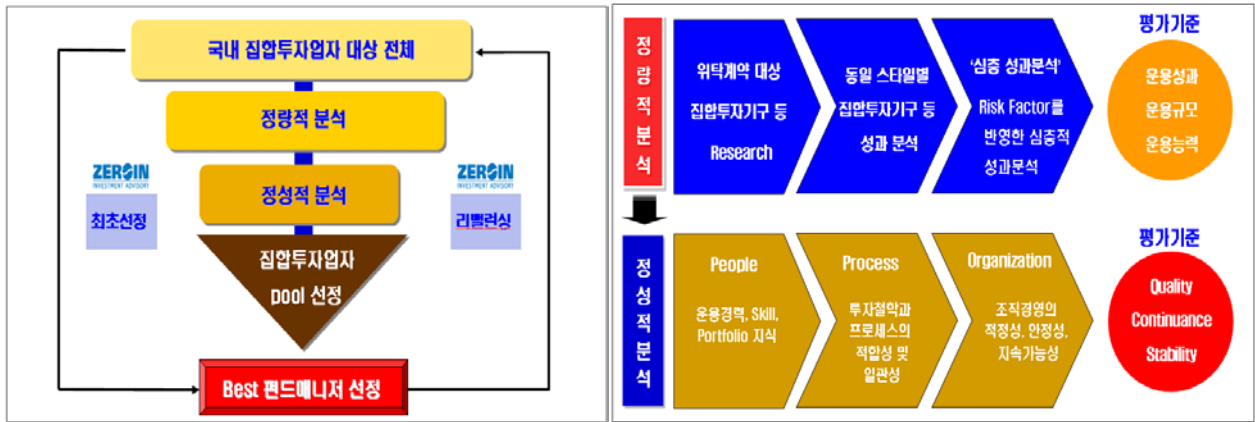 국내 집합투자업자 대상 전체
정량적 분석
ZEROIN
INVESTMENT ADVISORY
최초선정
정성적 분석
ZEROIN
INVESTMENT ADVISORY
리밸런싱
집합투자업자
pool 선정
Best 펀드매니저 선정
정량적분석
위탁계약 대상
집합투자기구 등
Research
동일 스타일별
집합투자기구 등
성과 분석
‘심층 성과분석’
Risk Factor를
반영한 심층적
성과분석
평가기준
운용성과
운용규모
운용능력
정성적분석
People
운용경력, Skill,
Portfolio 지식
Process
투자철학과
프로세스의
적합성 및
일관성
Organization
조직경영의
적정성, 안정성,
지속가능성
평가기준
Quality
Continuance
Stability